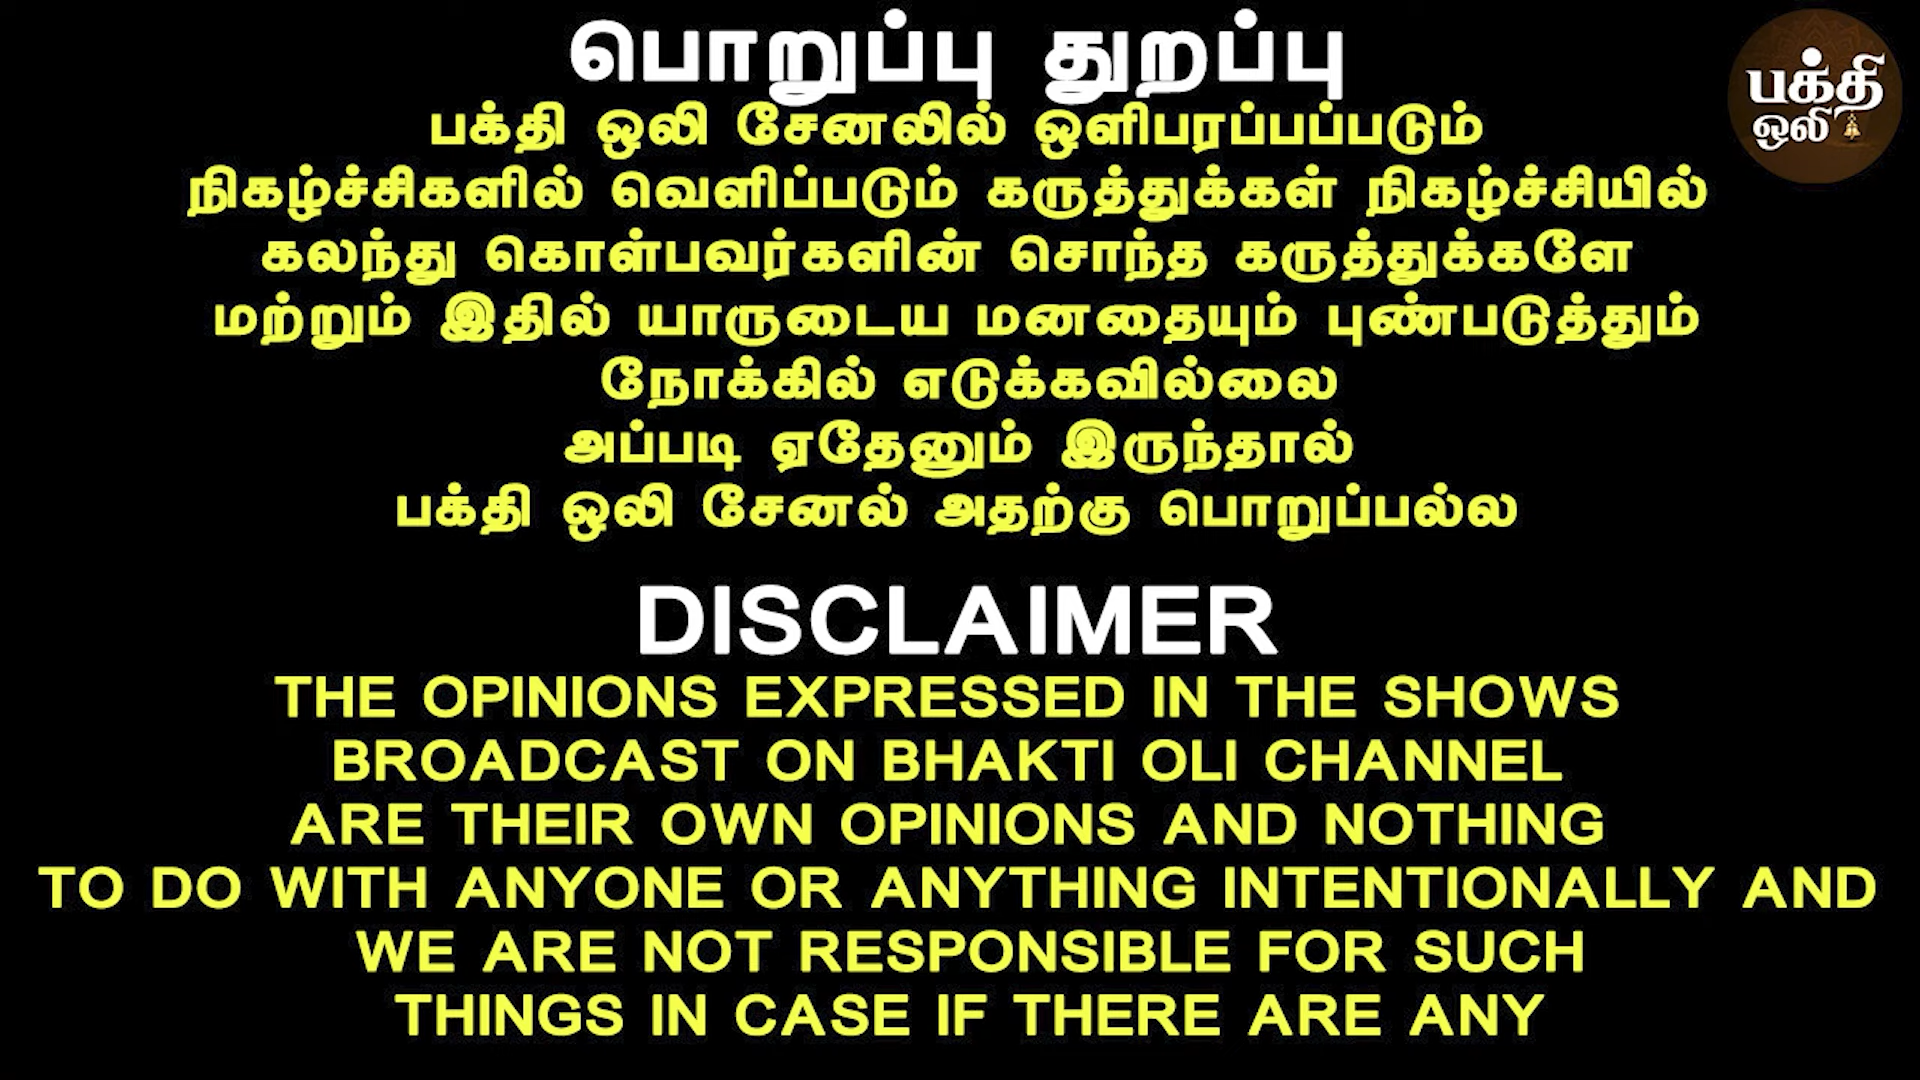 பொறுப்பு துறப்பு
பக்தி ஒலி சேனலில் ஒளிபரப்பப்படும்
நிகழ்ச்சிகளில் வெளிப்படும் கருத்துக்கள் நிகழ்ச்சியில்
கலந்து கொள்பவர்களின் சொந்த கருத்துக்களே
மற்றும் இதில் யாருடைய மனதையும் புண்படுத்தும்
நோக்கில் எடுக்கவில்லை
அப்படி ஏதேனும் இருந்தால்
பக்தி ஒலி சேனல் அதற்கு பொறுப்பல்ல
பக்தி
ஒலி
DISCLAIMER
THE OPINIONS EXPRESSED IN THE SHOWS
BROADCAST ON BHAKTI OLI CHANNEL
ARE THEIR OWN OPINIONS AND NOTHING
TO DO WITH ANYONE OR ANYTHING INTENTIONALLY AND
WE ARE NOT RESPONSIBLE FOR SUCH
THINGS IN CASE IF THERE ARE ANY